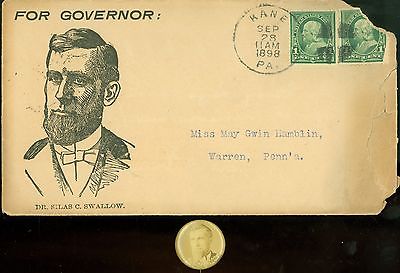 FOR GOVERNOR:
KANE
SEP
28
11AM
1898
PA.
Miss May Gwin Hamblin,
Warren, Penn'a.
DR. SILAS C. SWALLOW.